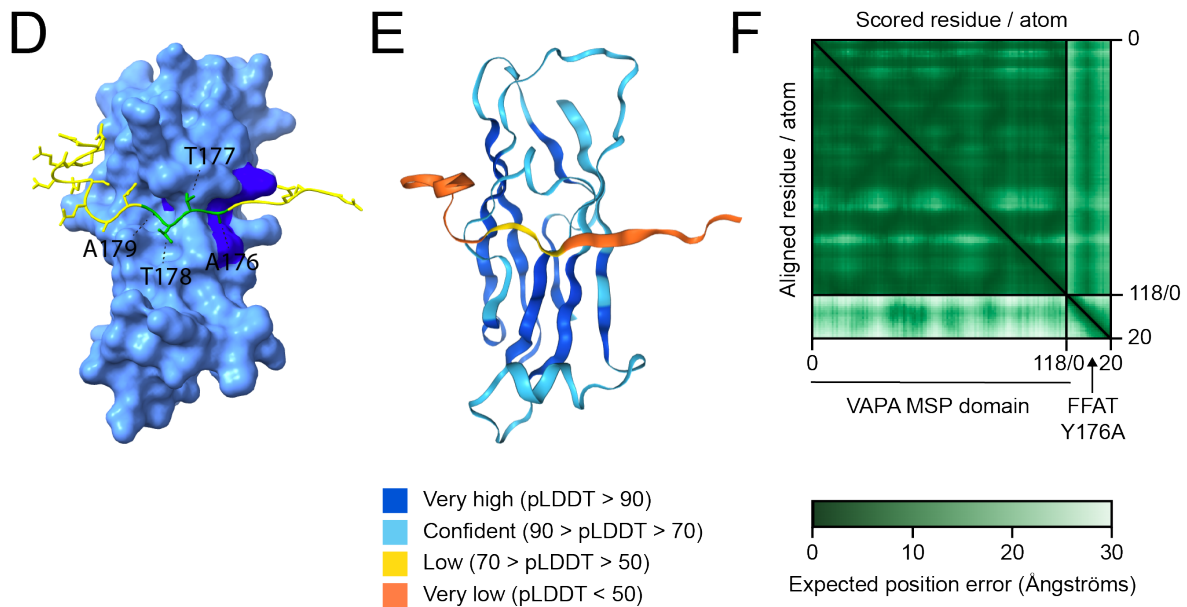 D
T177
A179
T178
A176
E
Very high (pLDDT > 90)
Confident (90 > pLDDT > 70)
Low (70 > pLDDT > 50)
Very low (pLDDT < 50)
F
Scored residue / atom
Aligned residue / atom
0
118/0
20
0
118/0
20
VAPA MSP domain
FFAT
Y176A
0
10
20
30
Expected position error (Ångströms)